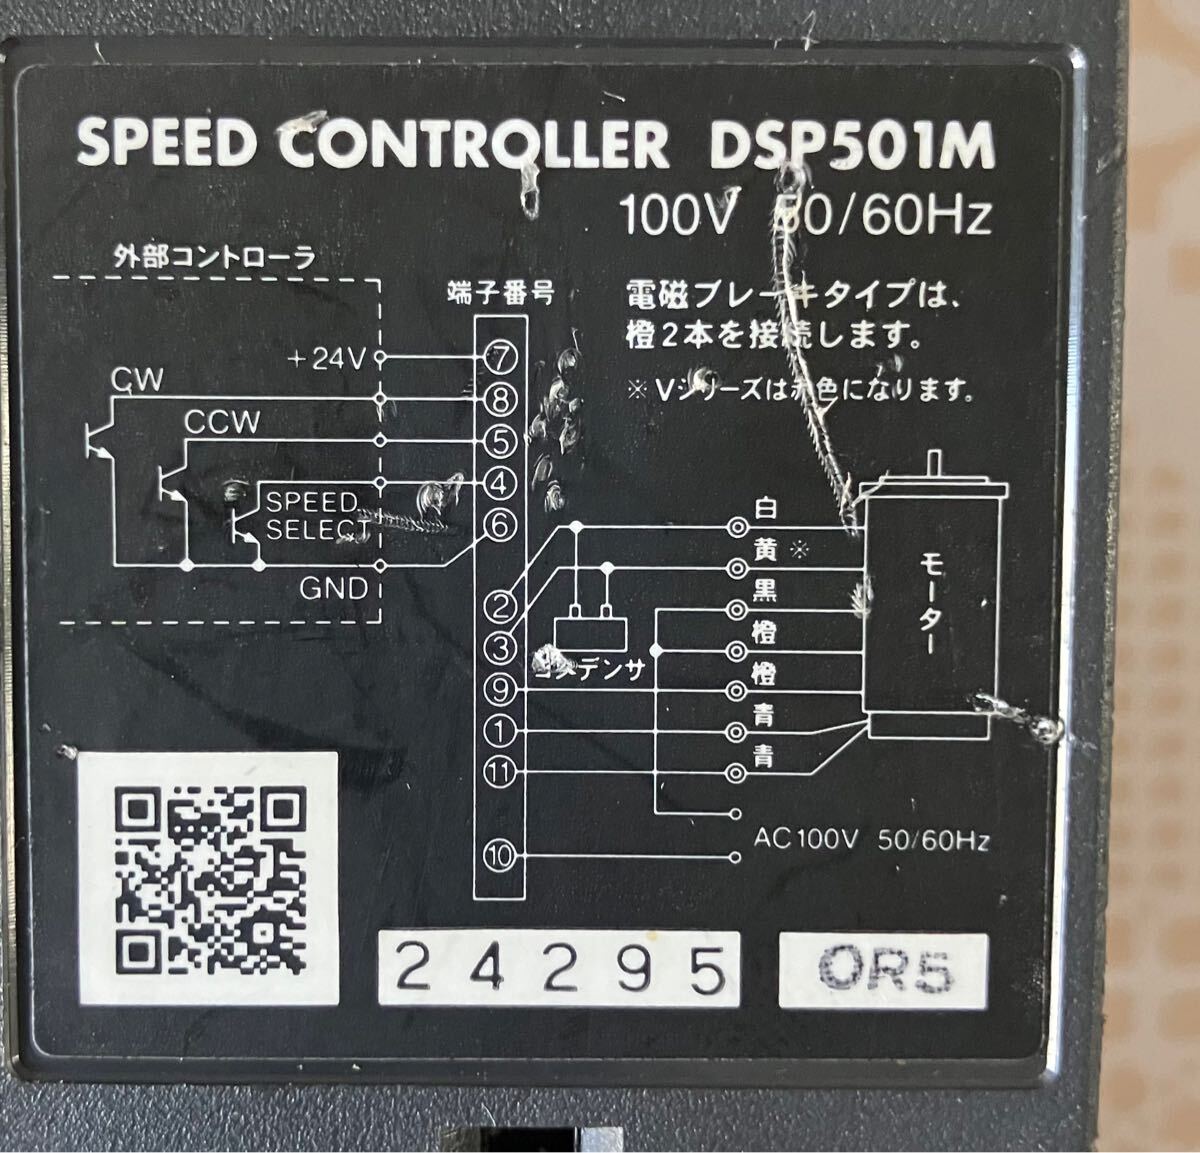 SPEED CONTROLLER DSP501M
100V 50/60Hz
外部コントローラ
端子番号
電磁ブレーキタイプは、
橙2本を接続します。
※Vシリーズは赤色になります。
+24V
⑦
CW
⑧
CCW
⑤
④
SPEED
SELECT
⑥
GND
②
③
⑨
①
⑪
⑩
白
黄※
黒
橙
橙
青
青
モーター
コンデンサ
AC100V 50/60Hz
24295
OR5